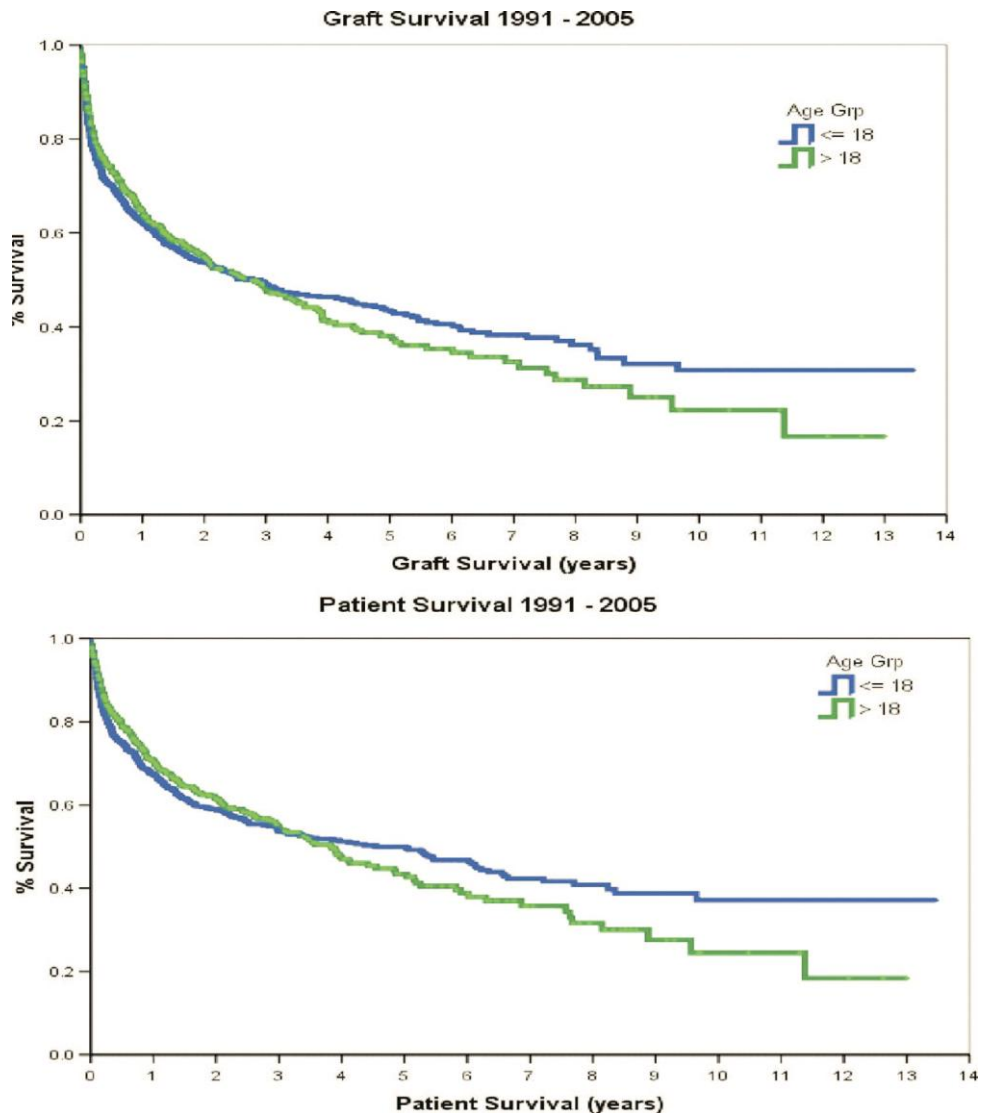 Graft Survival 1991 - 2005
1.0
Age Grp
<= 18
> 18
0.8
0.6
% Survival
0.4
0.2
0.0
0 1 2 3 4 5 6 7 8 9 10 11 12 13 14
Graft Survival (years)
Patient Survival 1991 - 2005
1.0
Age Grp
<= 18
> 18
0.8
0.6
% Survival
0.4
0.2
0.0
0 1 2 3 4 5 6 7 8 9 10 11 12 13 14
Patient Survival (years)